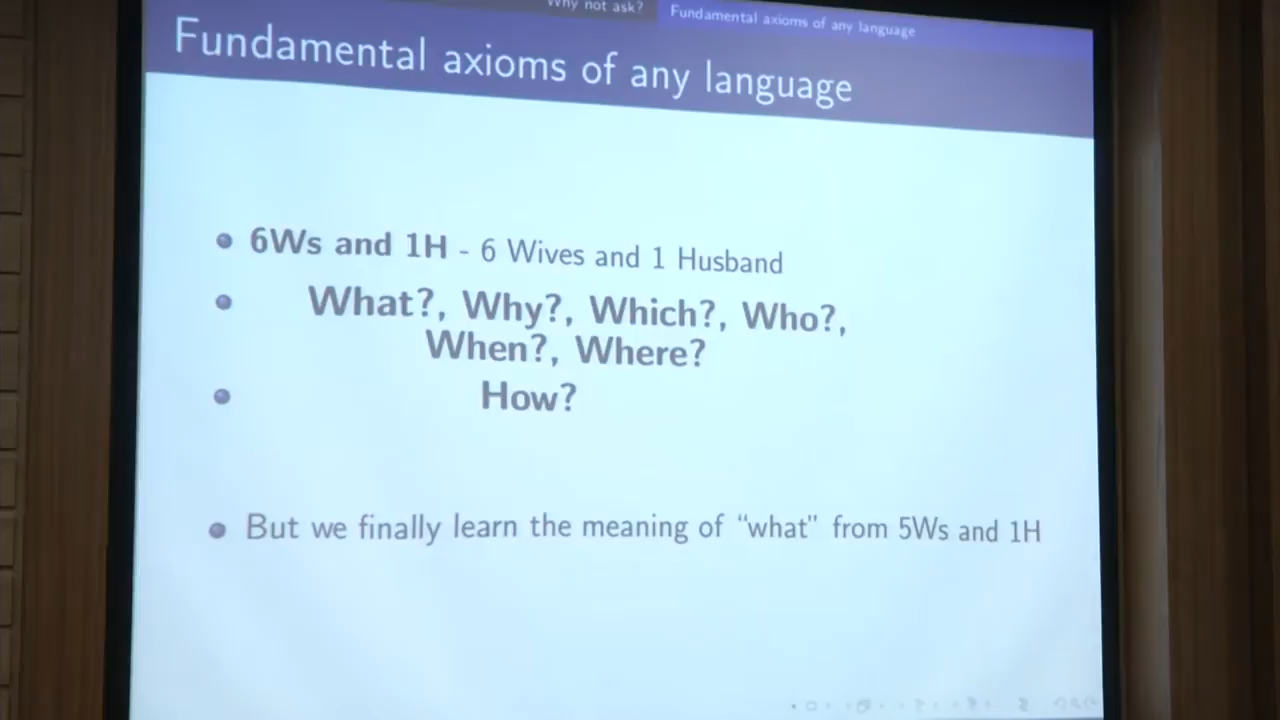 Why not ask?
Fundamental axioms of any language
Fundamental axioms of any language
6Ws and 1H - 6 Wives and 1 Husband
What?, Why?, Which?, Who?,
When?, Where?
How?
But we finally learn the meaning of “what” from 5Ws and 1H